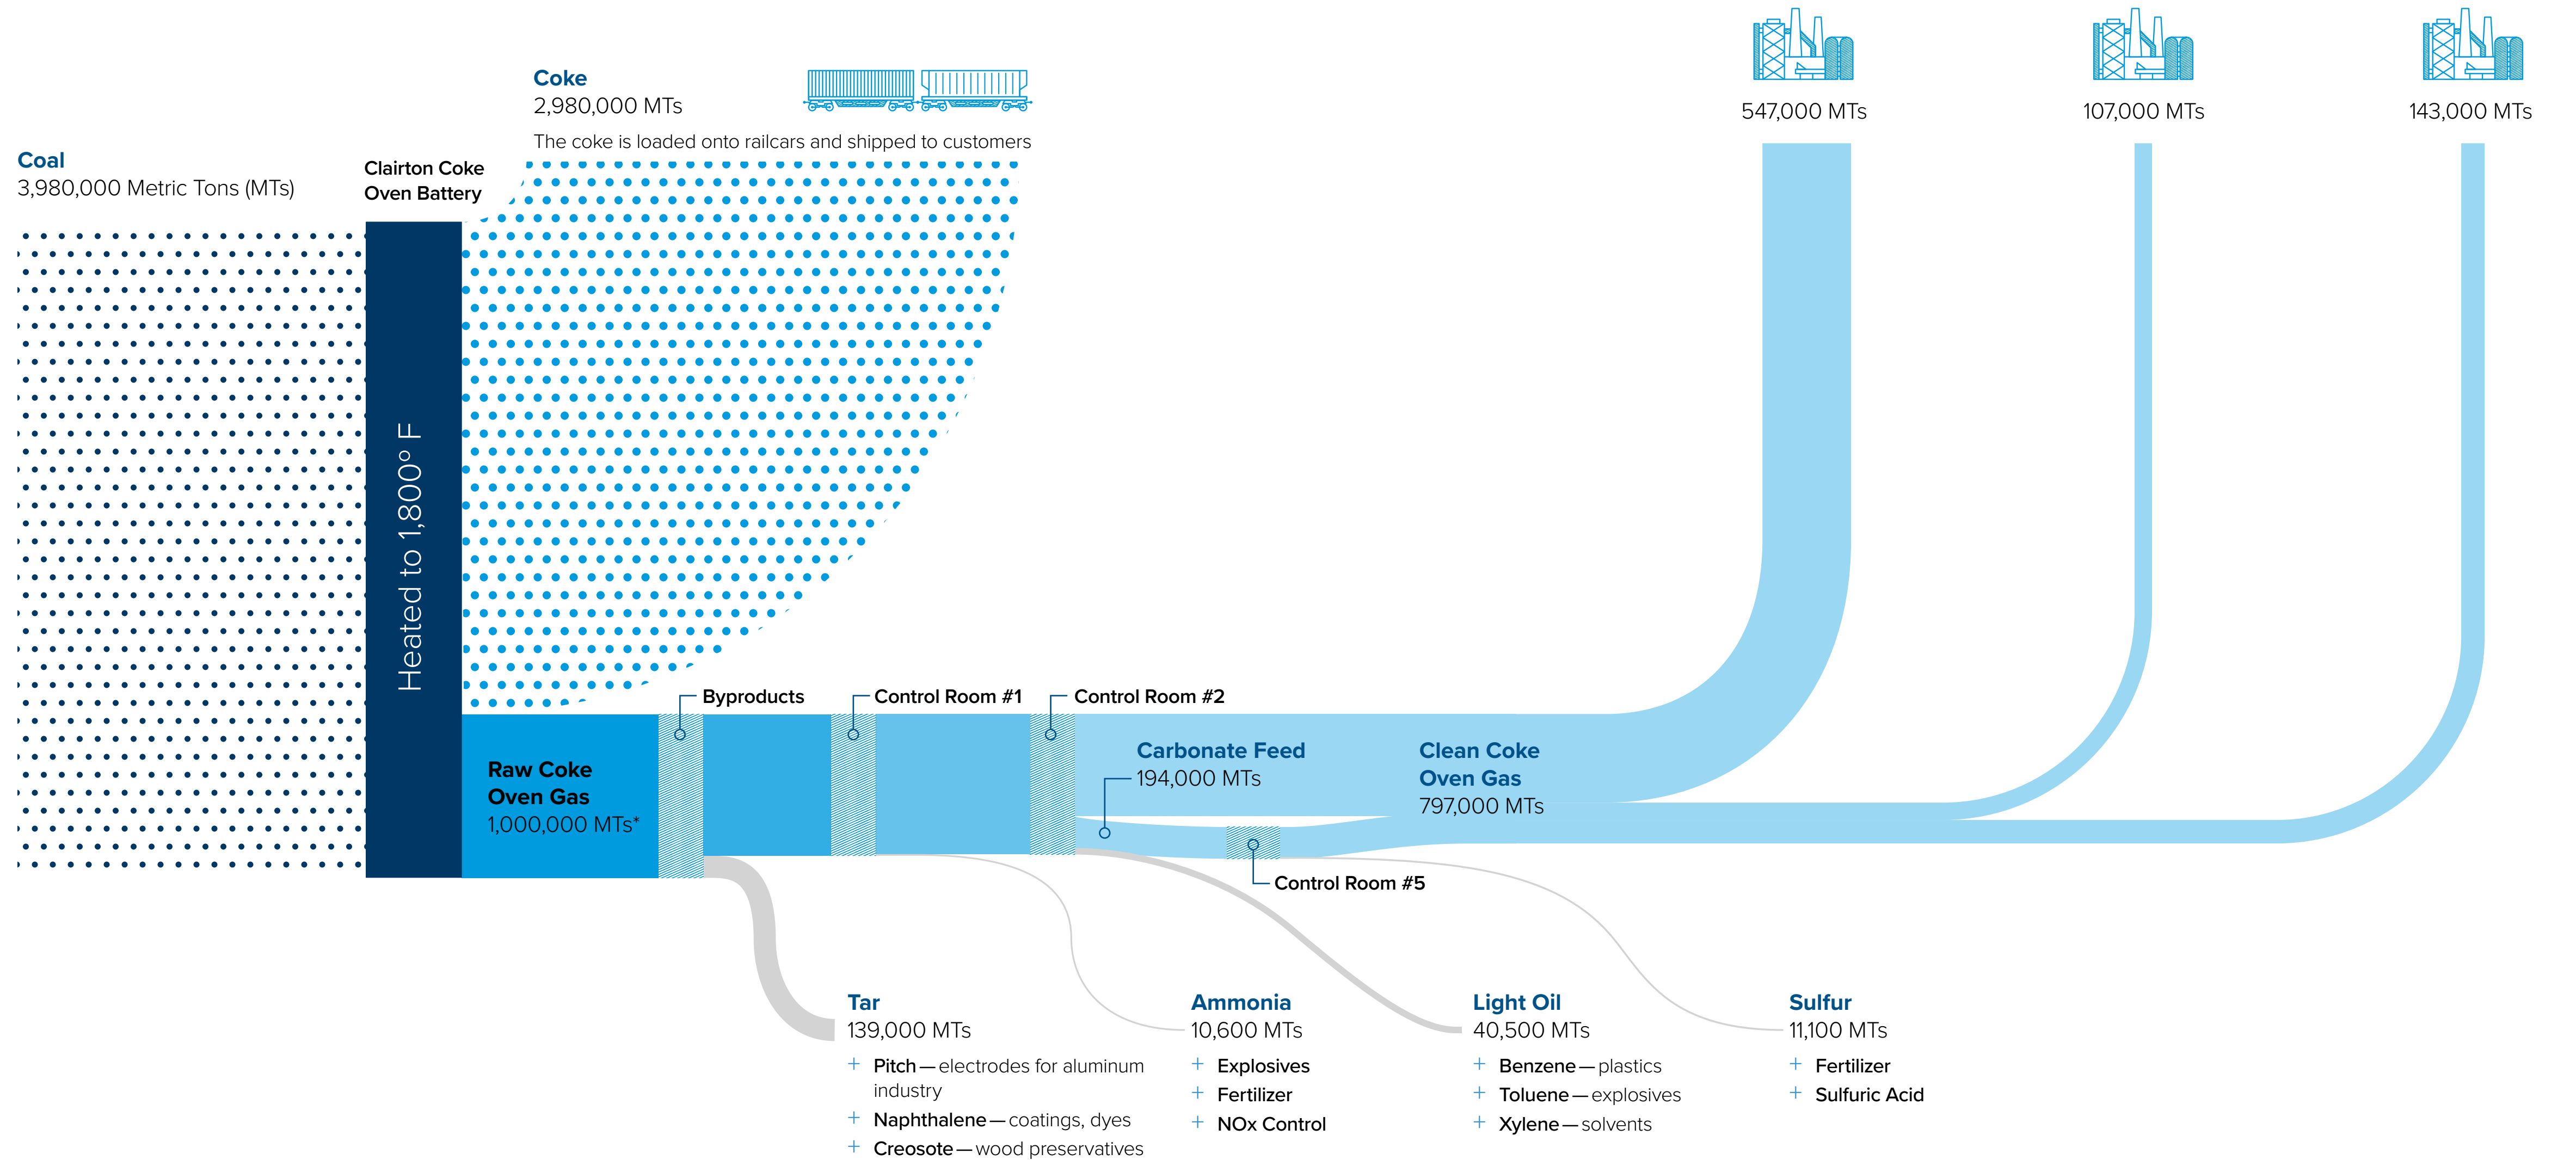 Coal
3,980,000 Metric Tons (MTs)
Clairton Coke
Oven Battery
Heated to 1,800° F
Coke
2,980,000 MTs
The coke is loaded onto railcars and shipped to customers
547,000 MTs
107,000 MTs
143,000 MTs
Raw Coke
Oven Gas
1,000,000 MTs*
Byproducts
Control Room #1
Control Room #2
Carbonate Feed
194,000 MTs
Clean Coke
Oven Gas
797,000 MTs
Control Room #5
Tar
139,000 MTs
+ Pitch — electrodes for aluminum
industry
+ Naphthalene — coatings, dyes
+ Creosote — wood preservatives
Ammonia
10,600 MTs
+ Explosives
+ Fertilizer
+ NOx Control
Light Oil
40,500 MTs
+ Benzene — plastics
+ Toluene — explosives
+ Xylene — solvents
Sulfur
11,100 MTs
+ Fertilizer
+ Sulfuric Acid